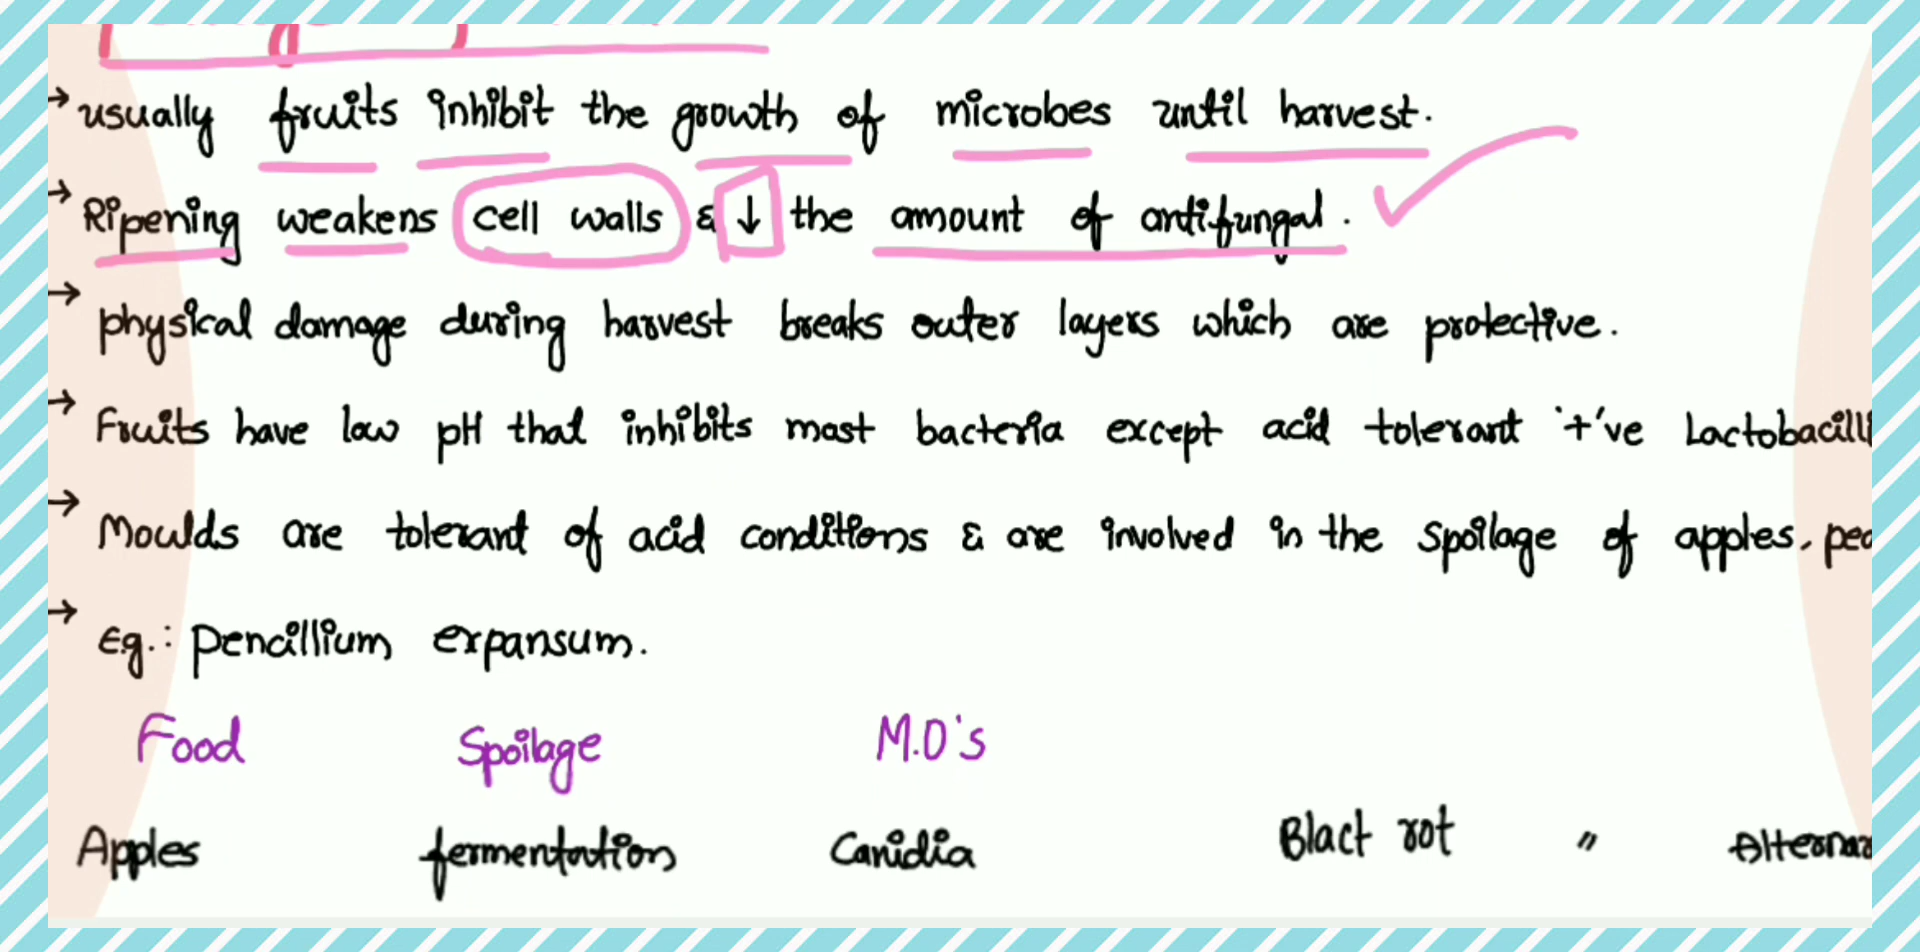 → usually fruits inhibit the growth of microbes until harvest.
→ Ripening weakens cell walls & ↓ the amount of antifungal.
→ physical damage during harvest breaks outer layers which are protective.
→ Fruits have low pH that inhibits most bacteria except acid tolerant '+'ve Lactobacilli
→ Moulds are tolerant of acid conditions & are involved in the spoilage of apples,
→ E.g.: Pencillium expansum.
Food Spoilage M.O's
Apples fermentation Canidia Blact rot "